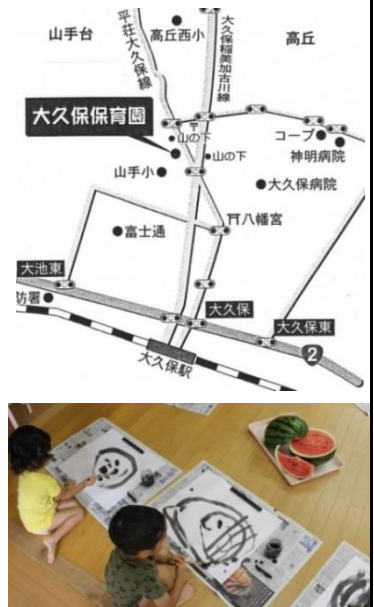 山手台
平荘大久保線
高丘西小
大久保稲美加古川線
高丘
大久保保育園
〒
山の下
山の下
コープ
神明病院
山手小
大久保病院
八幡宮
富士通
大池東
防署
大久保
大久保東
2
大久保駅